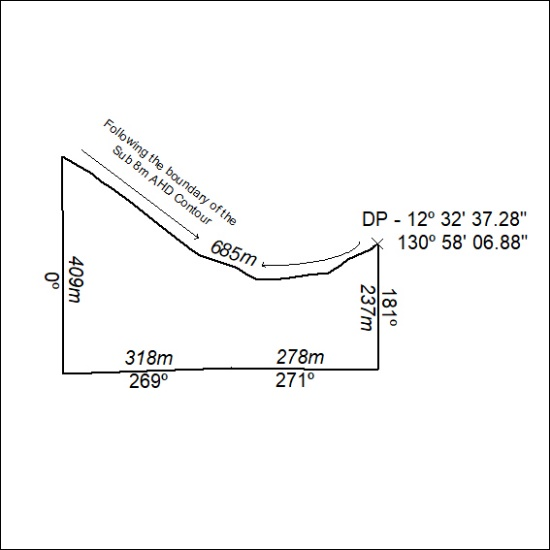 Following the boundary of the
Sub 8m AHD Contour
685m
DP - 12º 32' 37.28"
130º 58' 06.88"
409m
0º
181º
237m
318m
269º
278m
271º